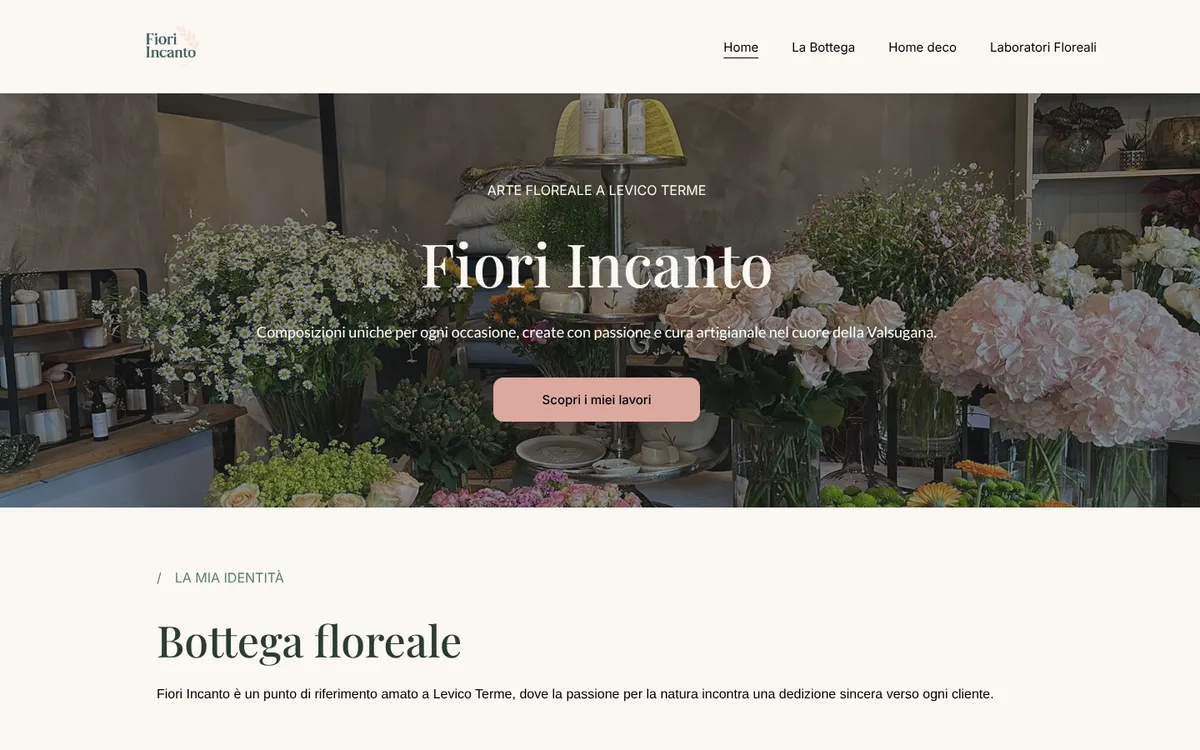 Fiori
Incanto
Home
La Bottega
Home deco
Laboratori Floreali
ARTE FLOREALE A LEVICO TERME
Fiori Incanto
Composizioni uniche per ogni occasione, create con passione e cura artigianale nel cuore della Valsugana.
Scopri i miei lavori
/ LA MIA IDENTITÀ
Bottega floreale
Fiori Incanto è un punto di riferimento amato a Levico Terme, dove la passione per la natura incontra una dedizione sincera verso ogni cliente.